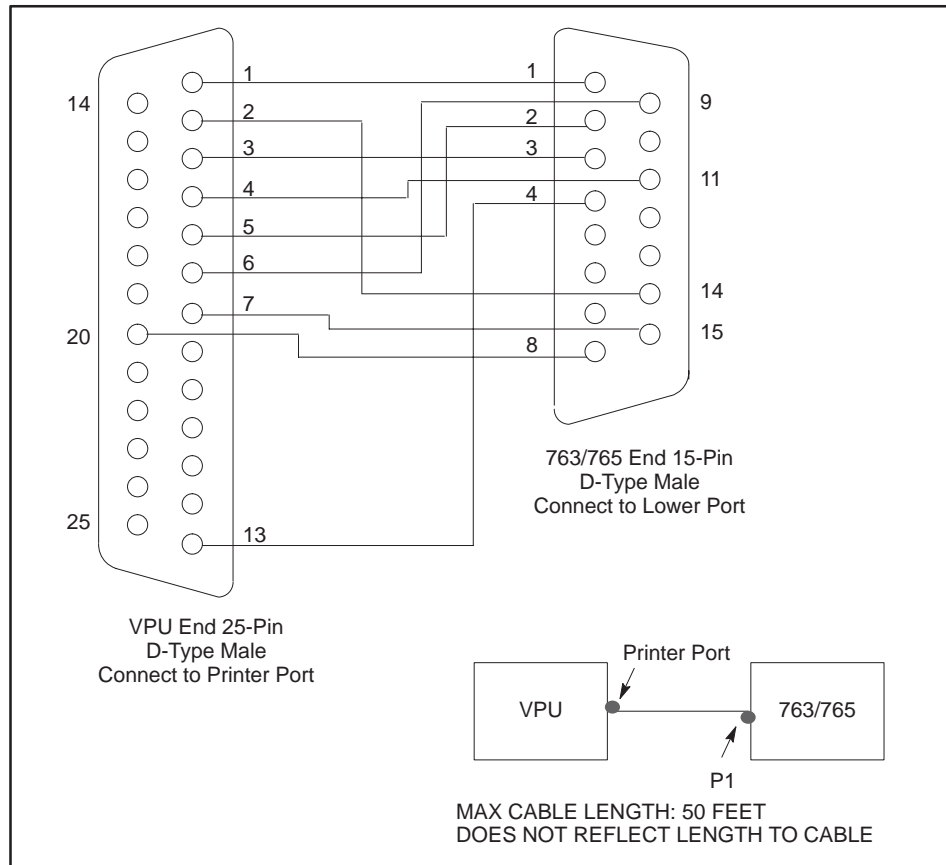 14
20
25
1
2
3
4
5
6
7
13
1
2
3
4
8
9
11
14
15
VPU End 25-Pin
D-Type Male
Connect to Printer Port
763/765 End 15-Pin
D-Type Male
Connect to Lower Port
Printer Port
VPU
763/765
P1
MAX CABLE LENGTH: 50 FEET
DOES NOT REFLECT LENGTH TO CABLE